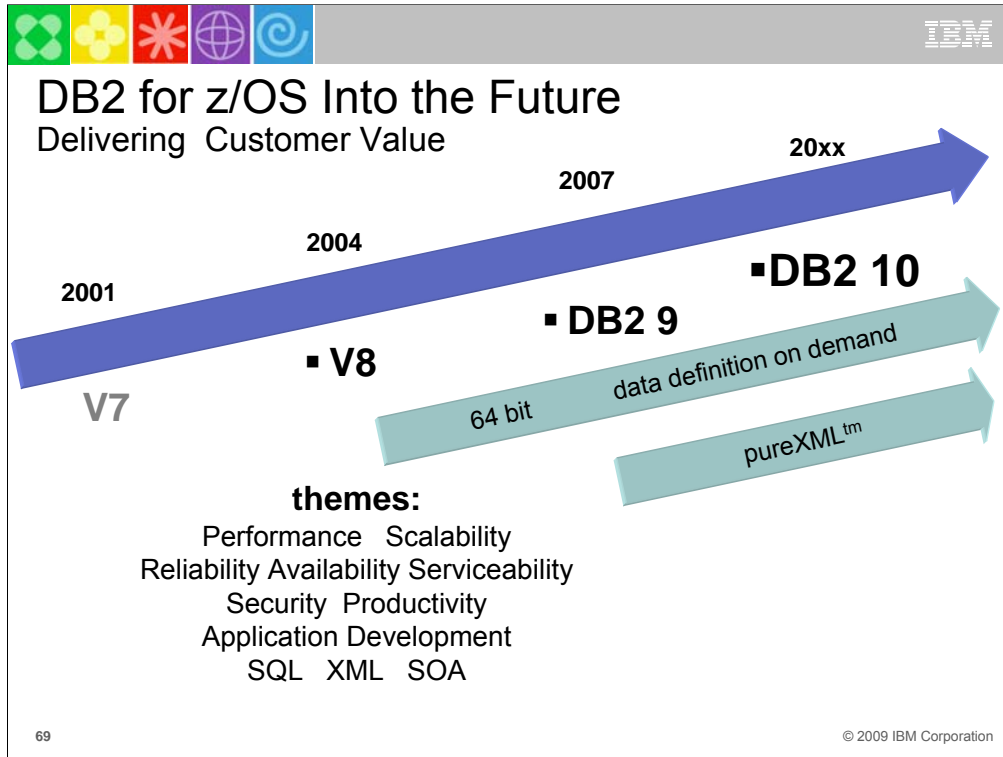 IBM
DB2 for z/OS Into the Future
Delivering Customer Value
20xx
2007
2004
2001
▪DB2 10
▪ DB2 9
▪ V8
V7
64 bit data definition on demand
pureXMLtm
themes:
Performance Scalability
Reliability Availability Serviceability
Security Productivity
Application Development
SQL XML SOA
69
© 2009 IBM Corporation